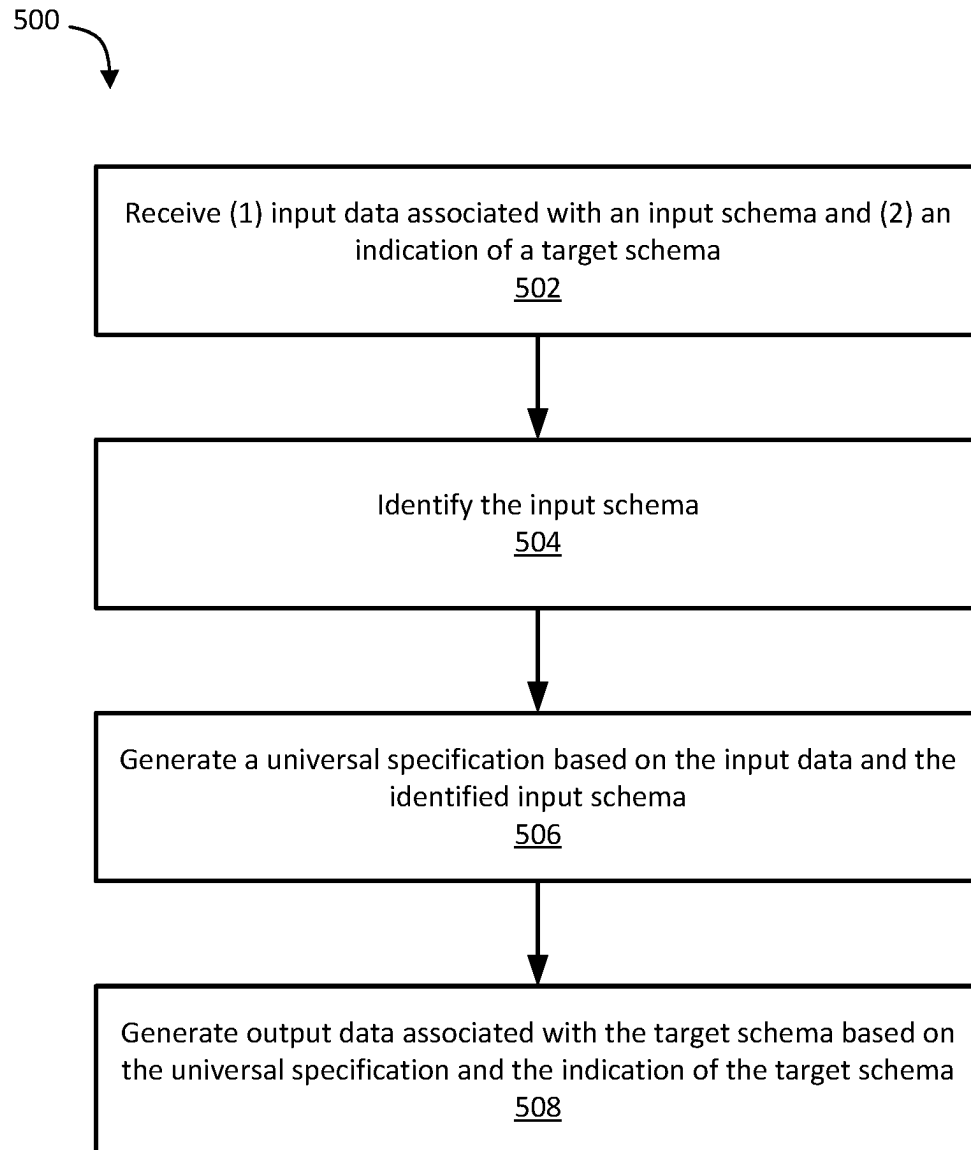 500
Receive (1) input data associated with an input schema and (2) an
indication of a target schema
502
Identify the input schema
504
Generate a universal specification based on the input data and the
identified input schema
506
Generate output data associated with the target schema based on
the universal specification and the indication of the target schema
508